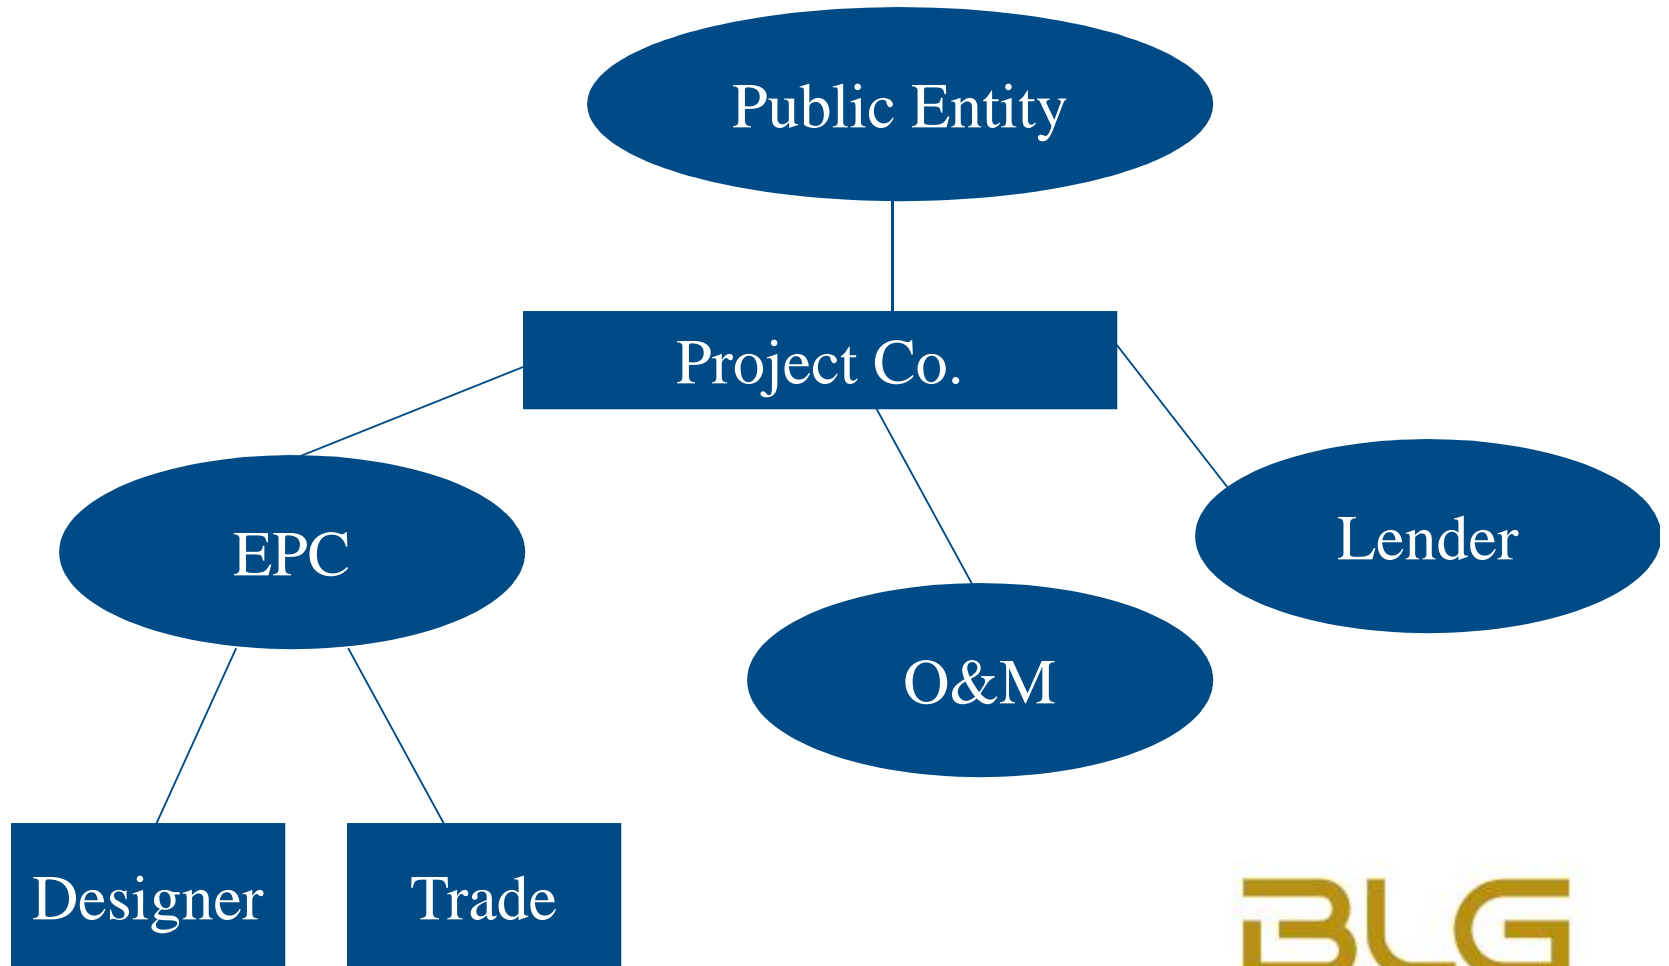 Public Entity
Project Co.
EPC
Lender
O&M
Designer
Trade
BLG